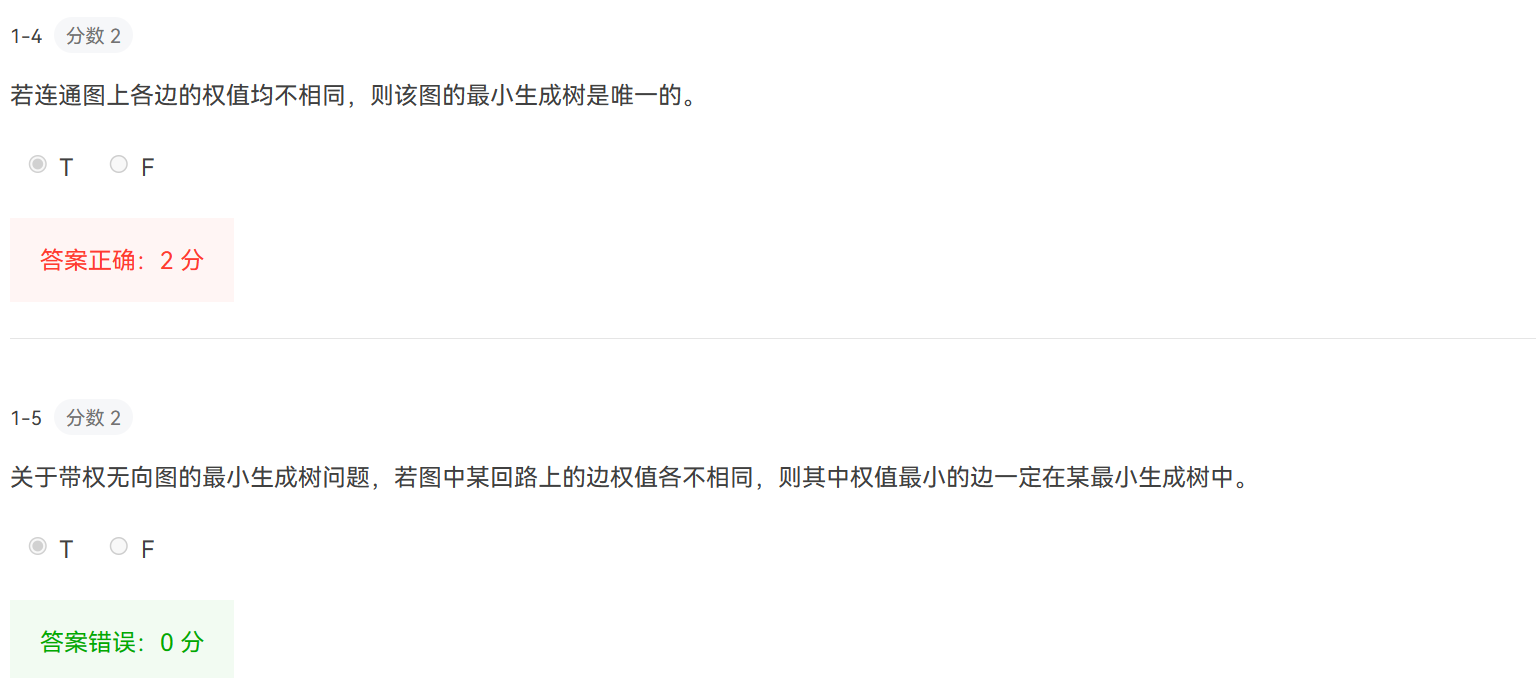 1-4 分数 2
若连通图上各边的权值均不相同，则该图的最小生成树是唯一的。
T F
答案正确：2 分
1-5 分数 2
关于带权无向图的最小生成树问题，若图中某回路上的边权值各不相同，则其中权值最小的边一定在某最小生成树中。
T F
答案错误：0 分